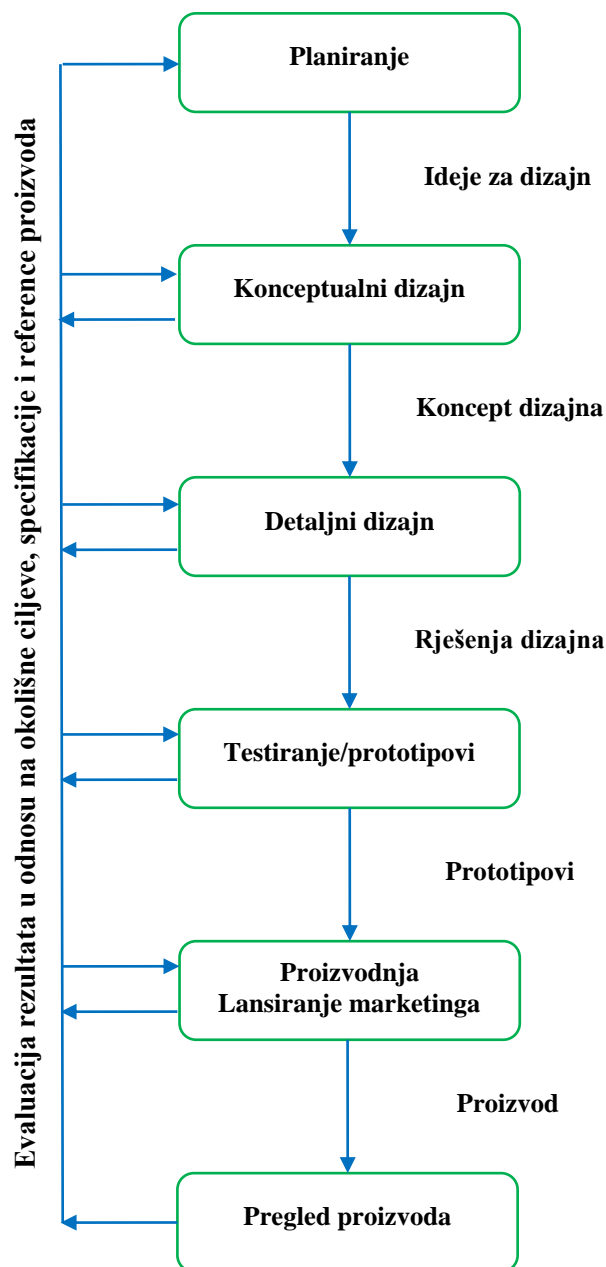 Planiranje
Ideje za dizajn
Konceptualni dizajn
Koncept dizajna
Detaljni dizajn
Rješenja dizajna
Testiranje/prototipovi
Prototipovi
Proizvodnja
Lansiranje marketinga
Proizvod
Pregled proizvoda
Evaluacija rezultata u odnosu na okolišne ciljeve, specifikacije i reference proizvoda